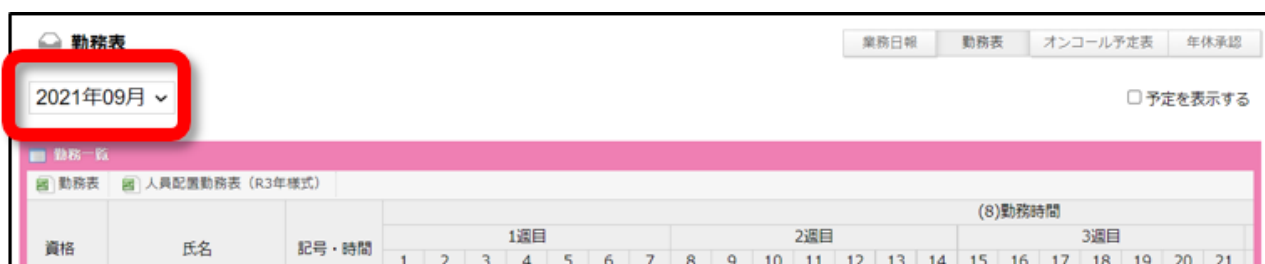 勤務表
業務日報 勤務表 オンコール予定表 年休承認
2021年09月
予定を表示する
勤務一覧
勤務表 人員配置勤務表（R3年様式）
(8)勤務時間
1週目 2週目 3週目
資格 氏名 記号・時間
1 2 3 4 5 6 7 8 9 10 11 12 13 14 15 16 17 18 19 20 21